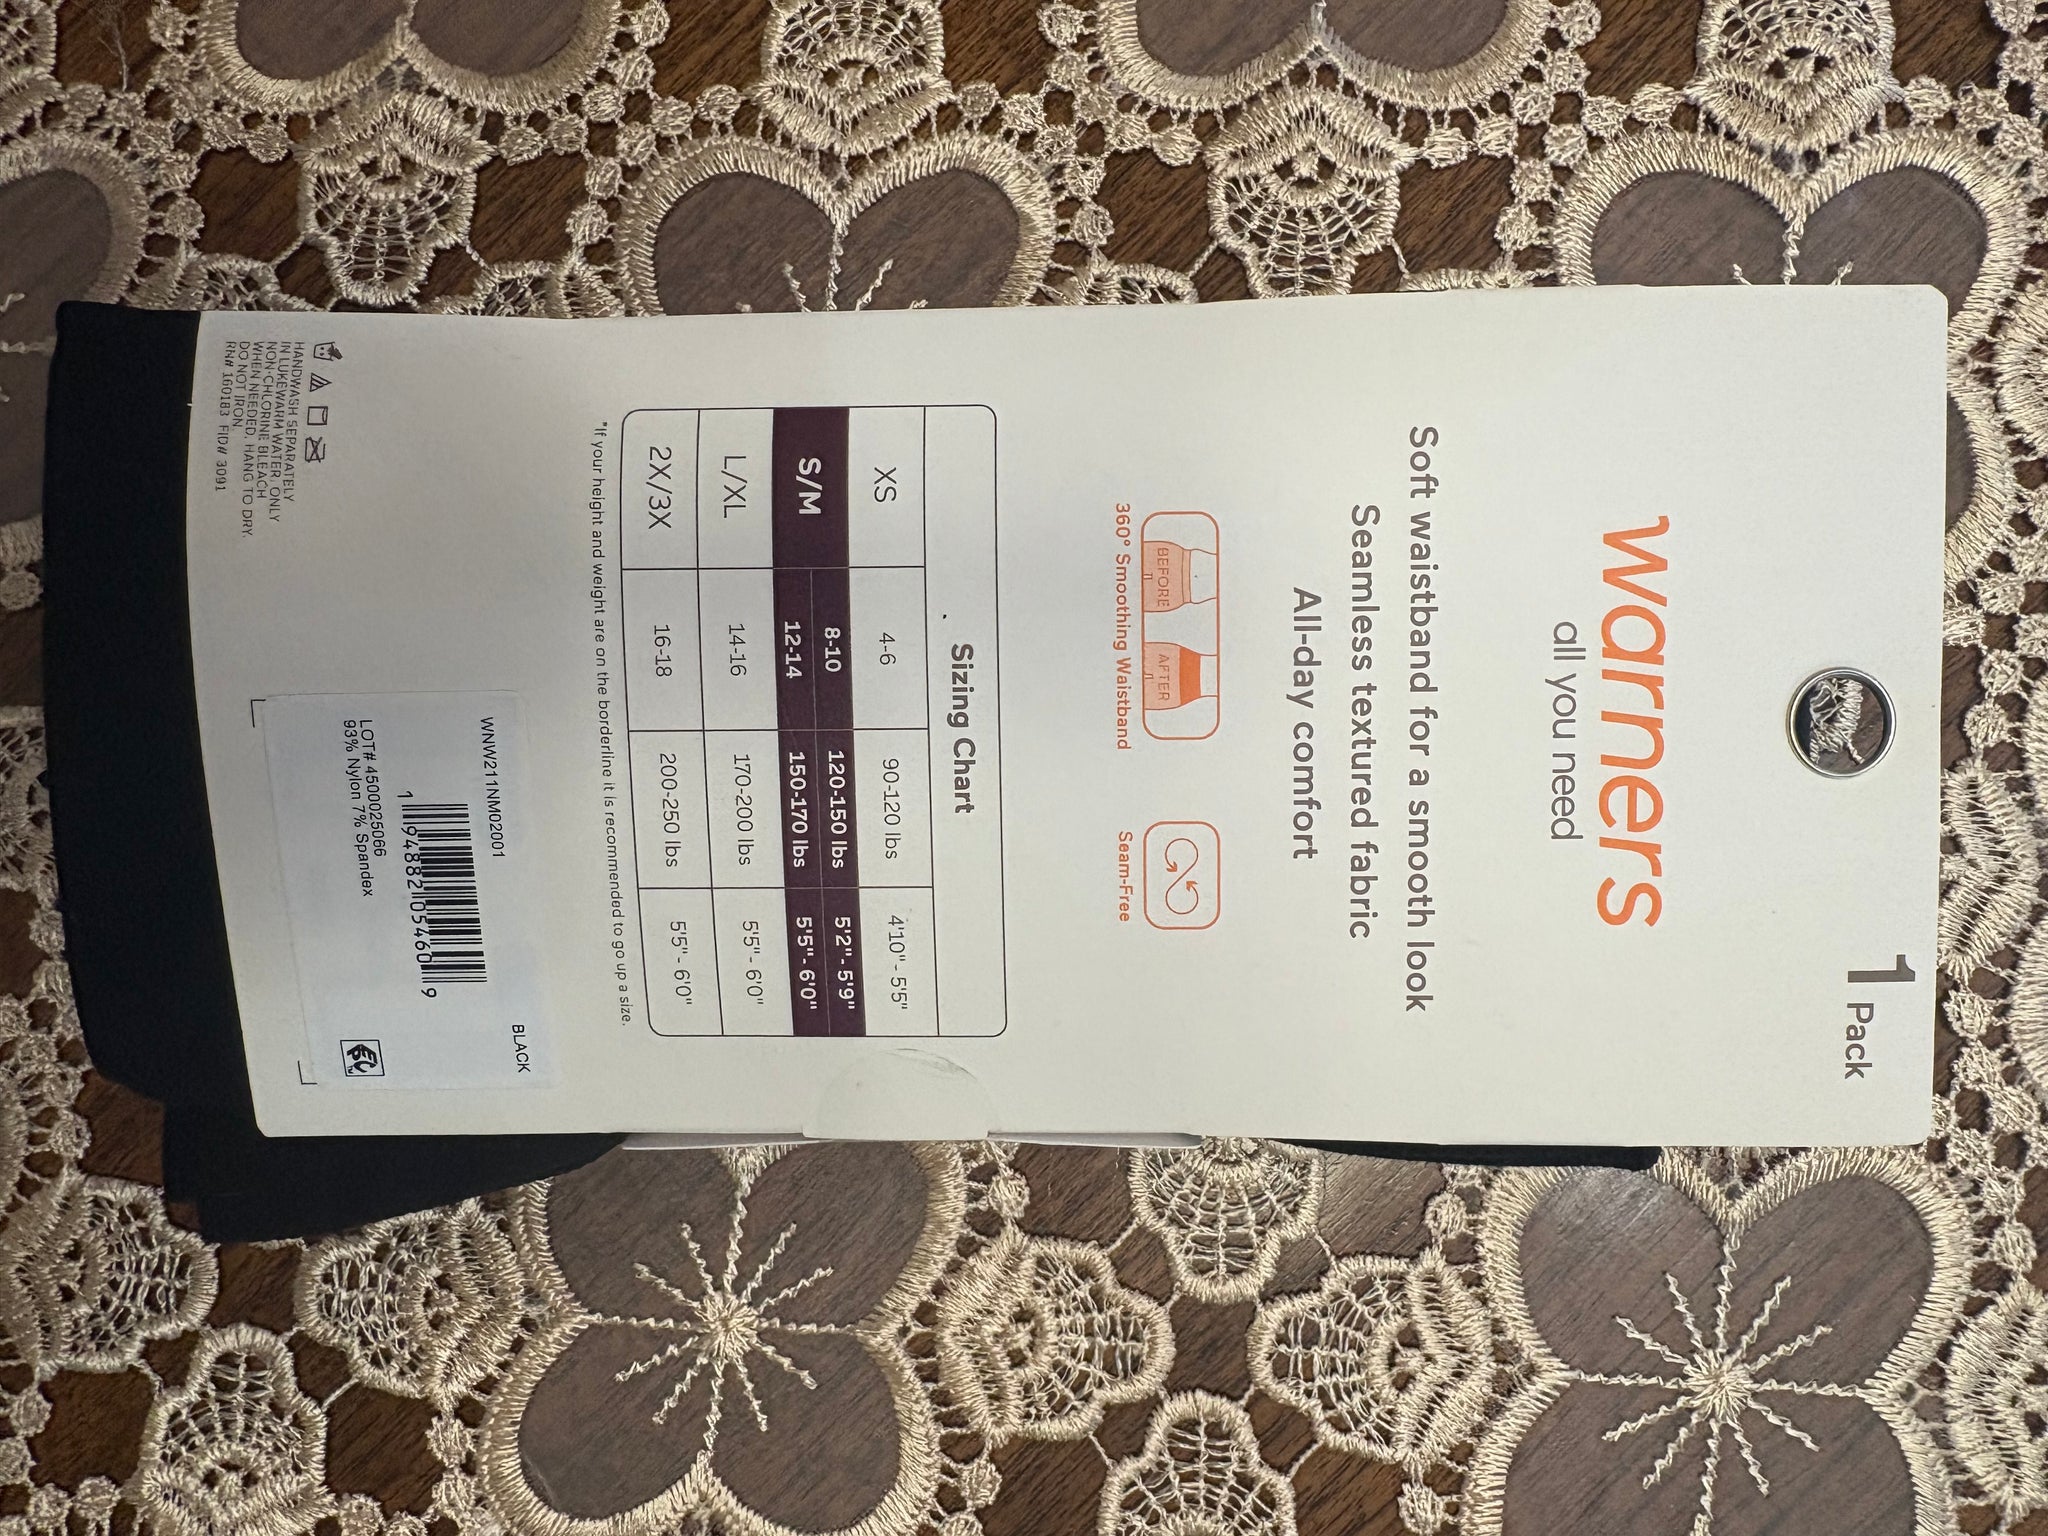 1 Pack
warners
all you need
Soft waistband for a smooth look
Seamless textured fabric
All-day comfort
BEFORE AFTER
360° Smoothing Waistband
Seam-Free
Sizing Chart
XS 4-6 90-120 lbs 4'10" - 5'5"
S/M 8-10 120-150 lbs 5'2" - 5'9"
12-14 150-170 lbs 5'5" - 6'0"
L/XL 14-16 170-200 lbs 5'5" - 6'0"
2X/3X 16-18 200-250 lbs 5'5" - 6'0"
*If your height and weight are on the borderline it is recommended to go up a size.
HANDWASH SEPARATELY
IN LUKEWARM WATER. ONLY
NON-CHLORINE BLEACH
WHEN NEEDED. HANG TO DRY.
DO NOT IRON.
RN# 160183 FID# 3091
BLACK
WNW211NM02001
1 94882 05460 9
LOT# 4500025066
93% Nylon 7% Spandex